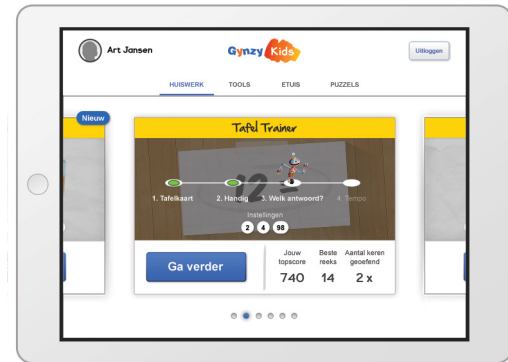 Art Jansen
Gynzy Kids
Uitloggen
HUISWERK TOOLS ETUIS PUZZELS
Nieuw
Tafel Trainer
12 =
1. Tafelkaart 2. Handig 3. Welk antwoord? 4. Tempo
Instellingen
2 4 98
Ga verder
Jouw topscore
740
Beste reeks
14
Aantal keren geoefend
2 x